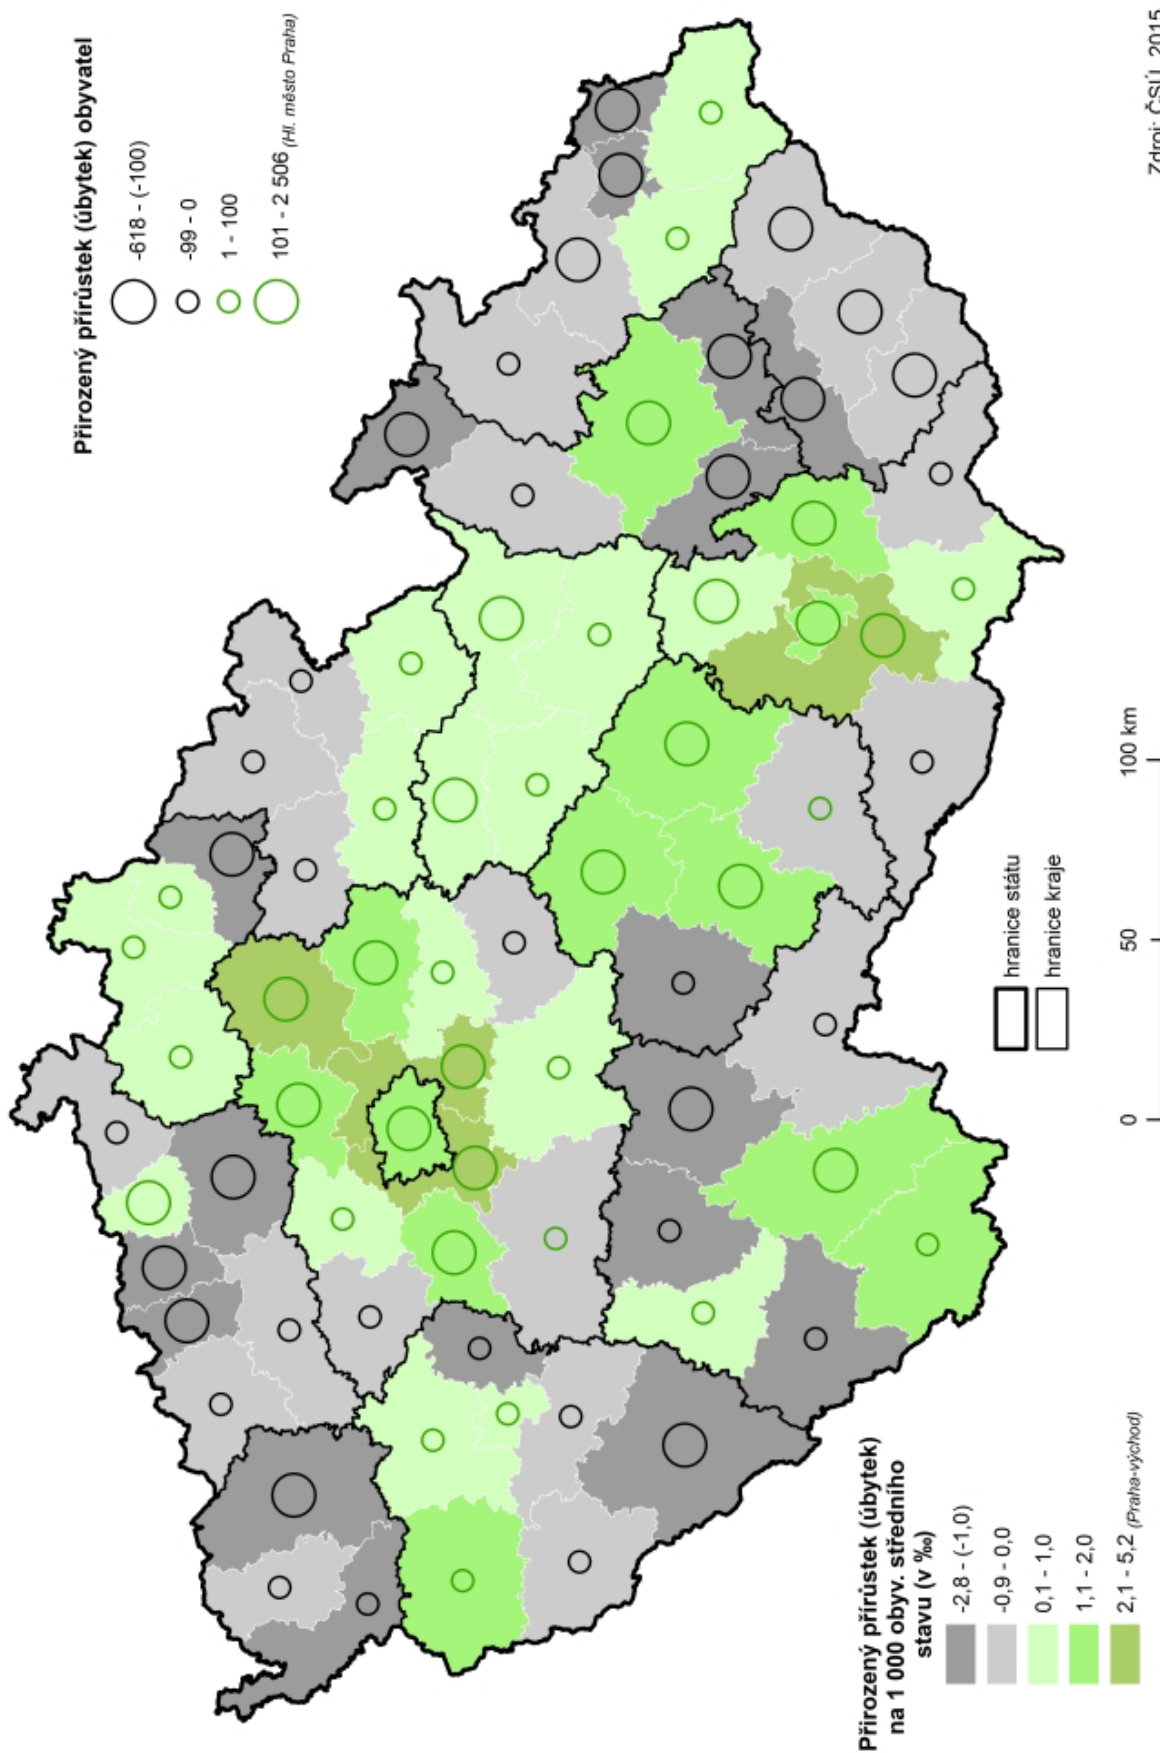 Přirozený přírůstek (úbytek) obyvatel
-618 - (-100)
-99 - 0
1 - 100
101 - 2 506 (Hl. město Praha)
Přirozený přírůstek (úbytek)
na 1 000 obyv. středního
stavu (v ‰)
-2,8 - (-1,0)
-0,9 - 0,0
0,1 - 1,0
1,1 - 2,0
2,1 - 5,2 (Praha-východ)
hranice státu
hranice kraje
0 50 100 km
Zdroj: ČSÚ, 2015